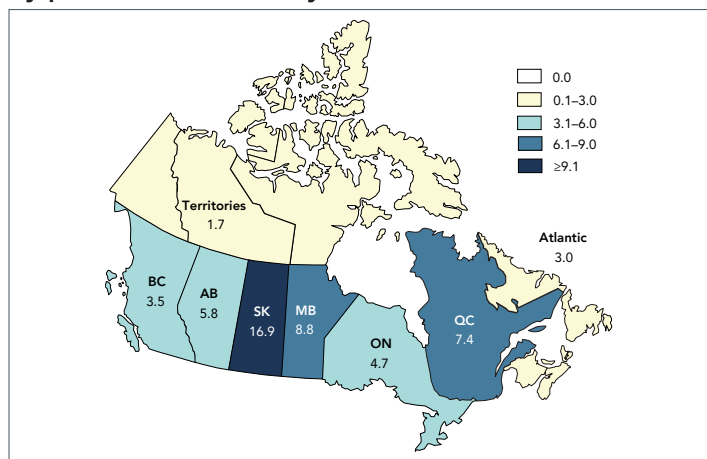 0.0
0.1–3.0
3.1–6.0
6.1–9.0
≥9.1
Territories
1.7
Atlantic
3.0
BC
3.5
AB
5.8
SK
16.9
MB
8.8
ON
4.7
QC
7.4